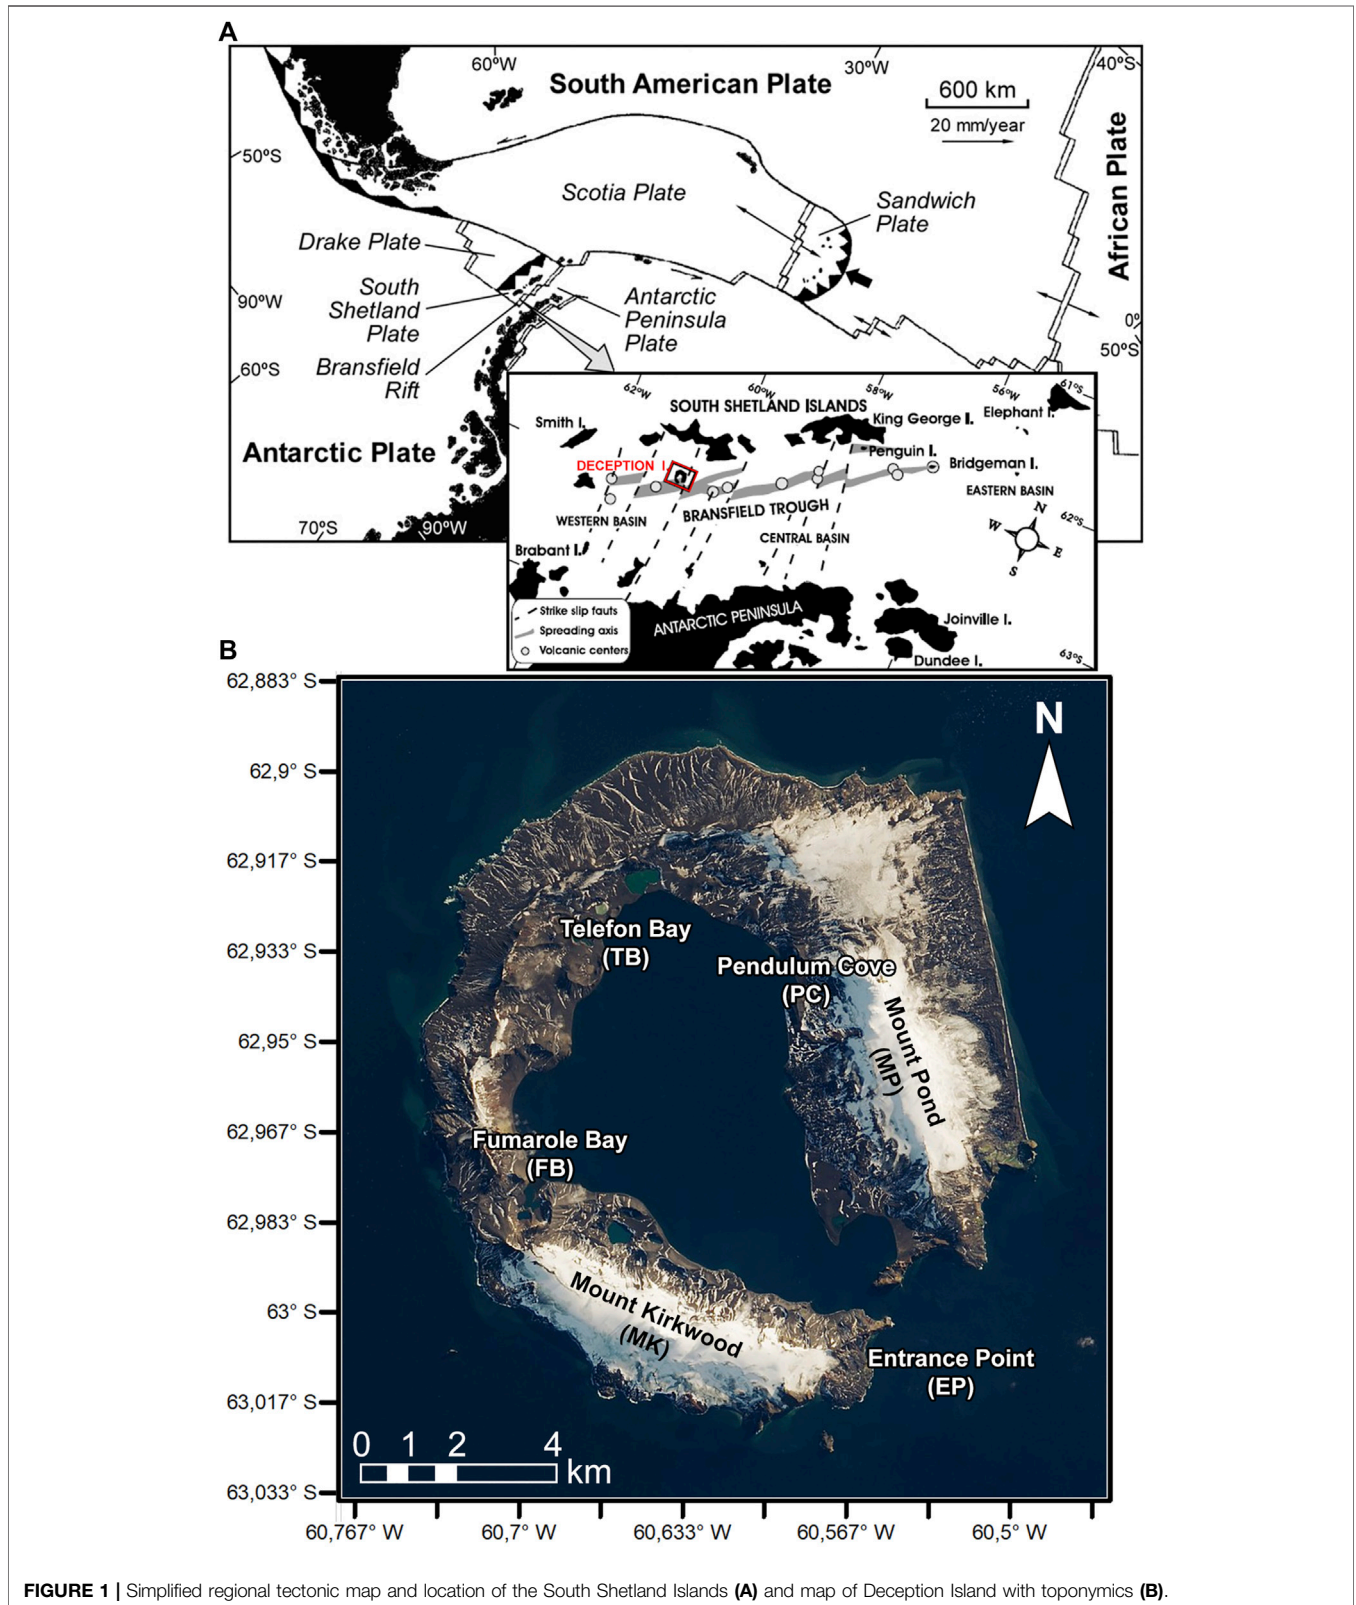 A
60ºW
30ºW
40ºS
South American Plate
600 km
20 mm/year
African Plate
50ºS
Scotia Plate
Sandwich
Plate
Drake Plate
South
Shetland
Plate
Antarctic
Peninsula
Plate
90ºW
0º
50ºS
Bransfield
Rift
60ºS
Antarctic Plate
70ºS
90ºW
62ºW
60ºW
58ºW
56ºW
61ºS
SOUTH SHETLAND ISLANDS
Smith I.
King George I.
Elephant I.
Penguin I.
DECEPTION I.
Bridgeman I.
EASTERN BASIN
WESTERN BASIN
BRANSFIELD TROUGH
CENTRAL BASIN
62ºS
N
W
E
S
Brabant I.
Strike slip fauts
Spreading axis
Volcanic centers
ANTARCTIC PENINSULA
Joinville I.
Dundee I.
63ºS
B
62,883° S
62,9° S
62,917° S
62,933° S
62,95° S
62,967° S
62,983° S
63° S
63,017° S
63,033° S
N
Telefon Bay
(TB)
Pendulum Cove
(PC)
Mount Pond
(MP)
Fumarole Bay
(FB)
Mount Kirkwood
(MK)
Entrance Point
(EP)
0 1 2 4
km
60,767° W 60,7° W 60,633° W 60,567° W 60,5° W
FIGURE 1 | Simplified regional tectonic map and location of the South Shetland Islands (A) and map of Deception Island with toponymics (B).